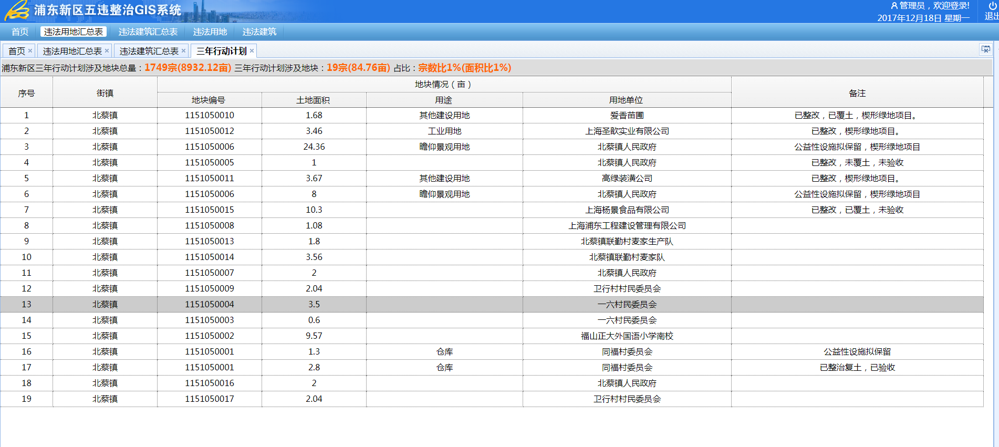 浦东新区五违整治GIS系统
管理员，欢迎登录!
2017年12月18日 星期一
退出
首页 违法用地汇总表 违法建筑汇总表 违法用地 违法建筑
首页 × 违法用地汇总表 × 违法建筑汇总表 × 三年行动计划 ×
浦东新区三年行动计划涉及地块总量：1749宗(8932.12亩) 三年行动计划涉及地块：19宗(84.76亩) 占比：宗数比1%(面积比1%)
序号 街镇 地块情况（亩） 备注
地块编号 土地面积 用途 用地单位
1 北蔡镇 1151050010 1.68 其他建设用地 爱香苗圃 已整改，已覆土，楔形绿地项目。
2 北蔡镇 1151050012 3.46 工业用地 上海圣歆实业有限公司 已整改，楔形绿地项目。
3 北蔡镇 1151050006 24.36 瞻仰景观用地 北蔡镇人民政府 公益性设施拟保留，楔形绿地项目
4 北蔡镇 1151050005 1 北蔡镇人民政府 已整改，未覆土，未验收
5 北蔡镇 1151050011 3.67 其他建设用地 高绿装潢公司 已整改，楔形绿地项目。
6 北蔡镇 1151050006 8 瞻仰景观用地 北蔡镇人民政府 公益性设施拟保留，楔形绿地项目
7 北蔡镇 1151050015 10.3 上海杨景食品有限公司 已整改，已覆土，未验收
8 北蔡镇 1151050008 1.08 上海浦东工程建设管理有限公司
9 北蔡镇 1151050013 1.8 北蔡镇联勤村麦家生产队
10 北蔡镇 1151050014 3.56 北蔡镇联勤村麦家队
11 北蔡镇 1151050007 2 北蔡镇人民政府
12 北蔡镇 1151050009 2.04 卫行村村民委员会
13 北蔡镇 1151050004 3.5 一六村民委员会
14 北蔡镇 1151050003 0.6 一六村民委员会
15 北蔡镇 1151050002 9.57 福山正大外国语小学南校
16 北蔡镇 1151050001 1.3 仓库 同福村委员会 公益性设施拟保留
17 北蔡镇 1151050001 2.8 仓库 同福村委员会 已整治复土，已验收
18 北蔡镇 1151050016 2 北蔡镇人民政府
19 北蔡镇 1151050017 2.04 卫行村村民委员会